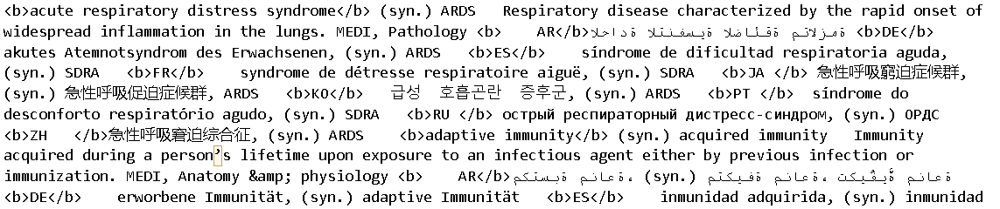 <b>acute respiratory distress syndrome</b> (syn.) ARDS   Respiratory disease characterized by the rapid onset of
widespread inflammation in the lungs. MEDI, Pathology <b>    AR</b>متلازمة الضائقة التنفسية الحادة <b>DE</b>
akutes Atemnotsyndrom des Erwachsenen, (syn.) ARDS   <b>ES</b>    síndrome de dificultad respiratoria aguda,
(syn.) SDRA   <b>FR</b>    syndrome de détresse respiratoire aiguë, (syn.) SDRA   <b>JA </b> 急性呼吸窮迫症候群,
(syn.) 急性呼吸促迫症候群, ARDS   <b>KO</b>   급성 호흡곤란 증후군, (syn.) ARDS   <b>PT </b>   síndrome do
desconforto respiratório agudo, (syn.) SDRA   <b>RU </b> острый респираторный дистресс-синдром, (syn.) ОРДС
<b>ZH   </b>急性呼吸窘迫综合征, (syn.) ARDS    <b>adaptive immunity</b> (syn.) acquired immunity   Immunity
acquired during a person’s lifetime upon exposure to an infectious agent either by previous infection or
immunization. MEDI, Anatomy &amp; physiology <b>    AR</b>مناعة مكتسبة، (syn.) مناعة متكيفة، مناعة تكيُّفية
<b>DE</b>    erworbene Immunität, (syn.) adaptive Immunität   <b>ES</b>    inmunidad adquirida, (syn.) inmunidad